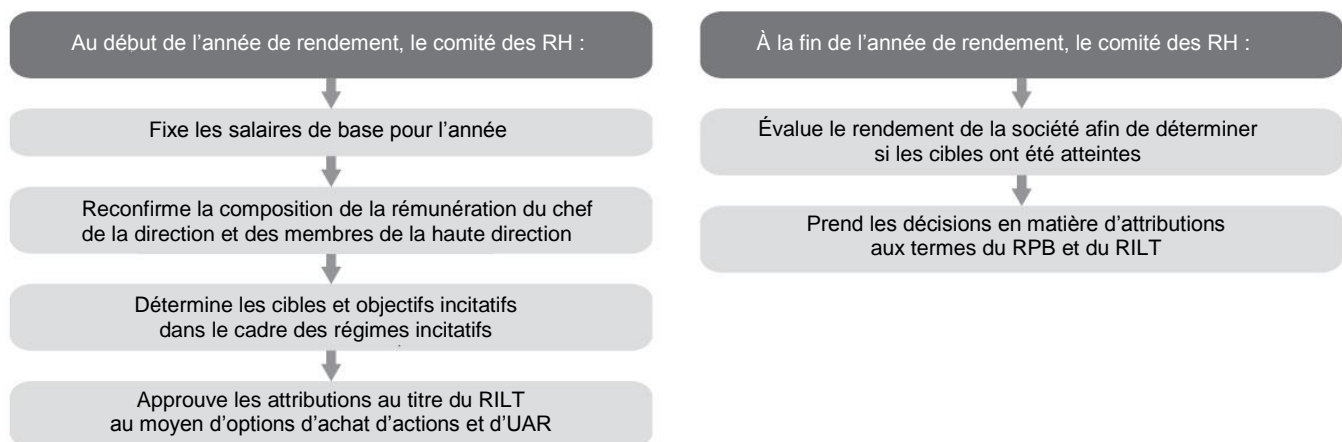 Au début de l’année de rendement, le comité des RH :
Fixe les salaires de base pour l’année
Reconfirme la composition de la rémunération du chef
de la direction et des membres de la haute direction
Détermine les cibles et objectifs incitatifs
dans le cadre des régimes incitatifs
Approuve les attributions au titre du RILT
au moyen d’options d’achat d’actions et d’UAR
À la fin de l’année de rendement, le comité des RH :
Évalue le rendement de la société afin de déterminer
si les cibles ont été atteintes
Prend les décisions en matière d’attributions
aux termes du RPB et du RILT